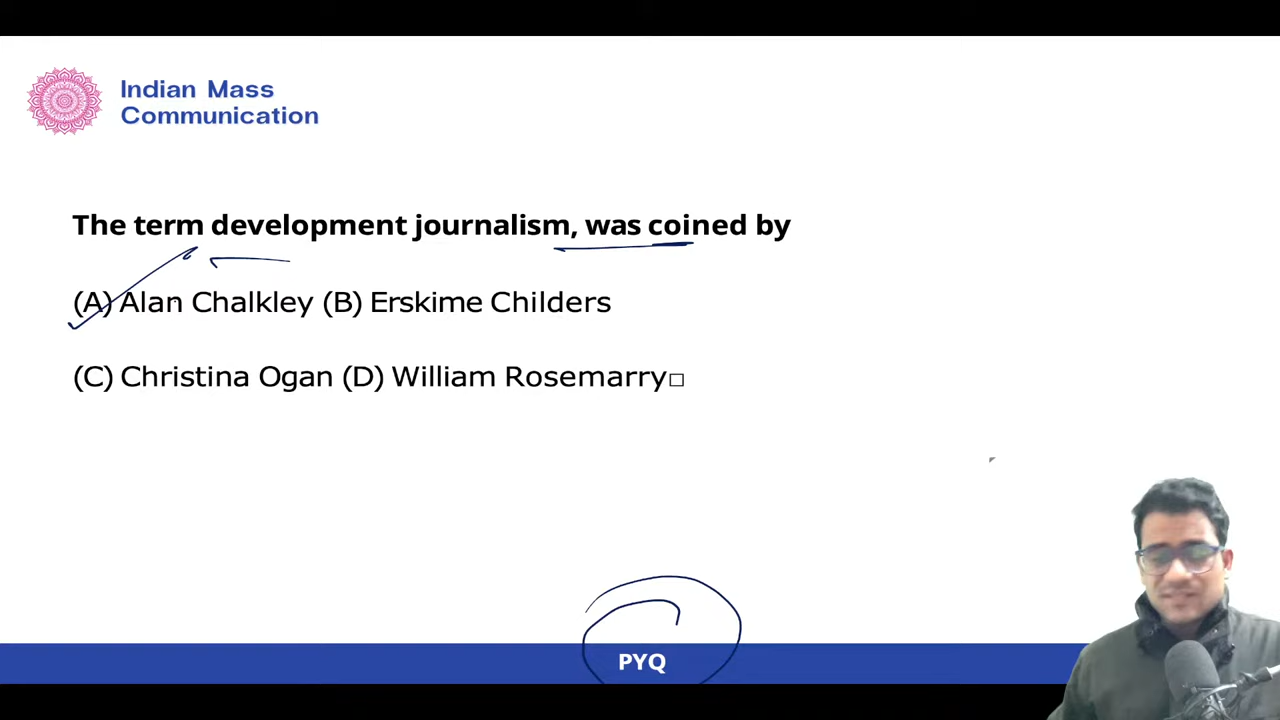 Indian Mass
Communication
The term development journalism, was coined by
(A) Alan Chalkley (B) Erskime Childers
(C) Christina Ogan (D) William Rosemarry□
PYQ